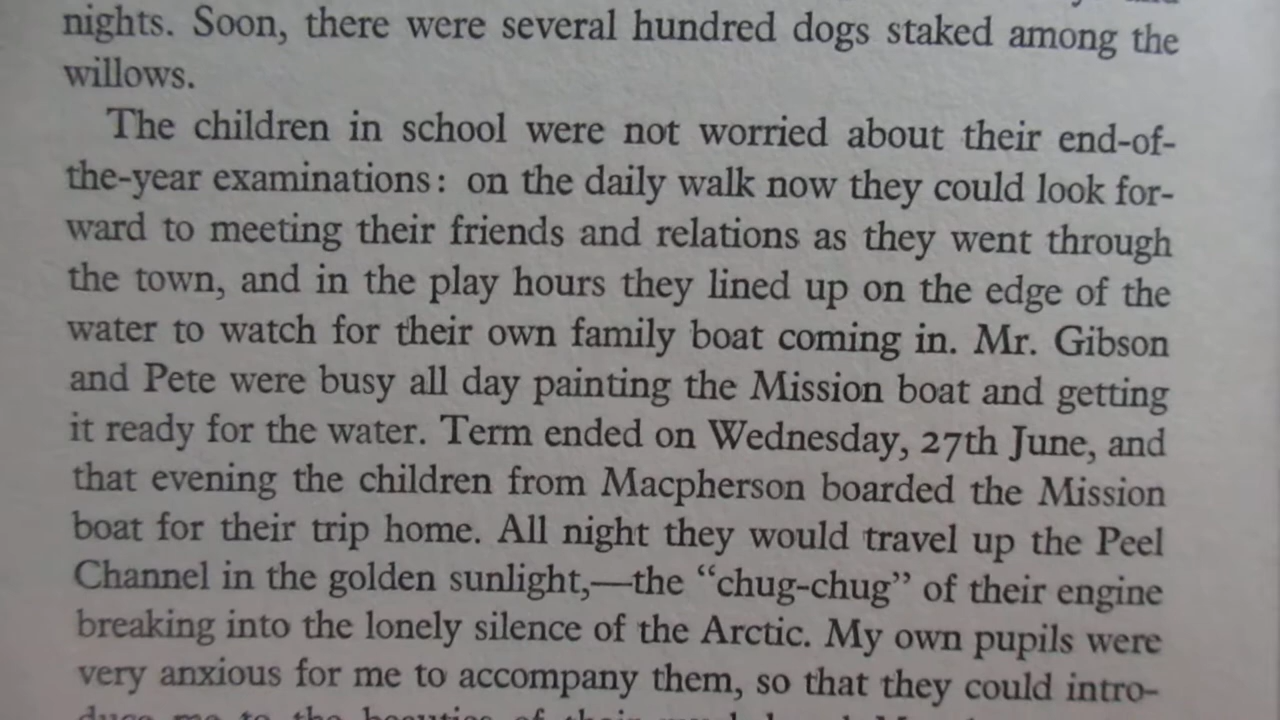 nights. Soon, there were several hundred dogs staked among the
willows.
The children in school were not worried about their end-of-
the-year examinations: on the daily walk now they could look for-
ward to meeting their friends and relations as they went through
the town, and in the play hours they lined up on the edge of the
water to watch for their own family boat coming in. Mr. Gibson
and Pete were busy all day painting the Mission boat and getting
it ready for the water. Term ended on Wednesday, 27th June, and
that evening the children from Macpherson boarded the Mission
boat for their trip home. All night they would travel up the Peel
Channel in the golden sunlight,—the “chug-chug” of their engine
breaking into the lonely silence of the Arctic. My own pupils were
very anxious for me to accompany them, so that they could intro-
duce me to the beauties of their